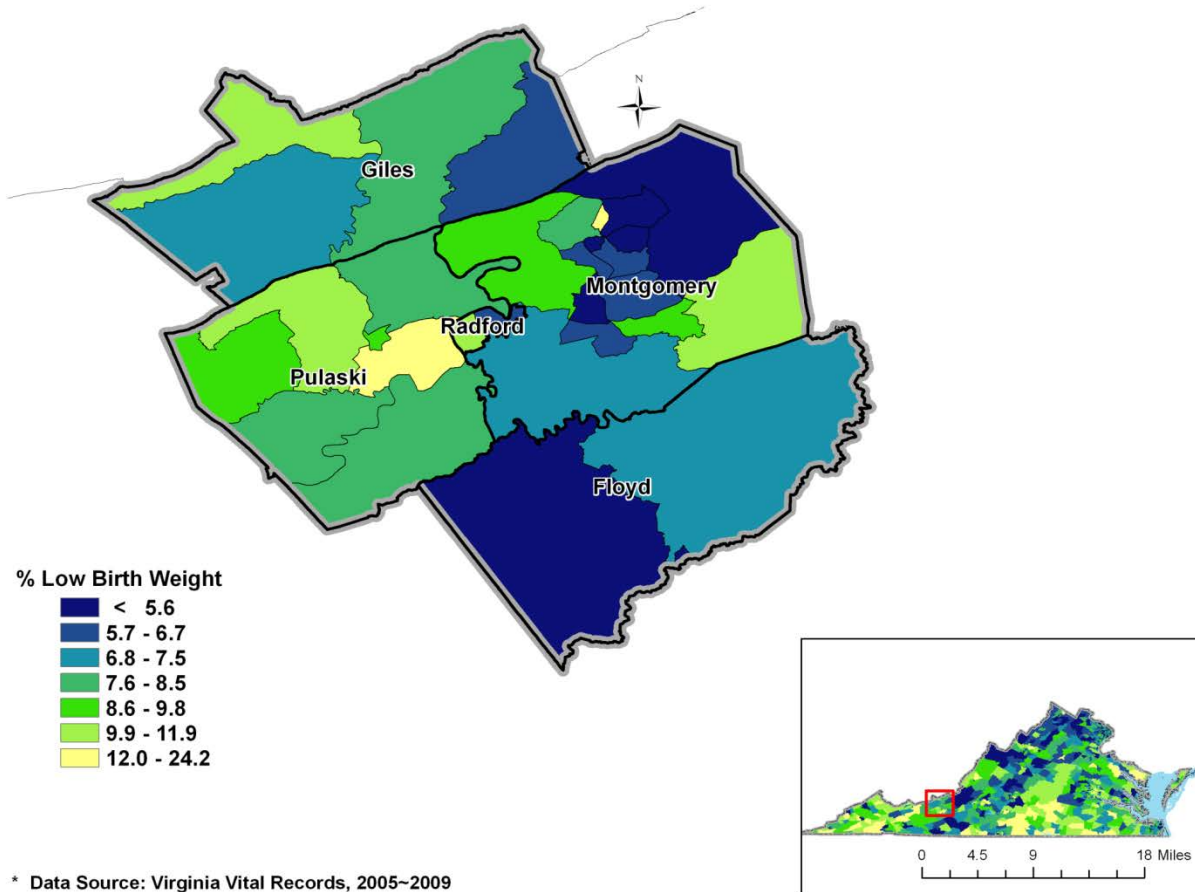 N
Giles
Montgomery
Radford
Pulaski
Floyd
% Low Birth Weight
< 5.6
5.7 - 6.7
6.8 - 7.5
7.6 - 8.5
8.6 - 9.8
9.9 - 11.9
12.0 - 24.2
0 4.5 9 18 Miles
* Data Source: Virginia Vital Records, 2005~2009